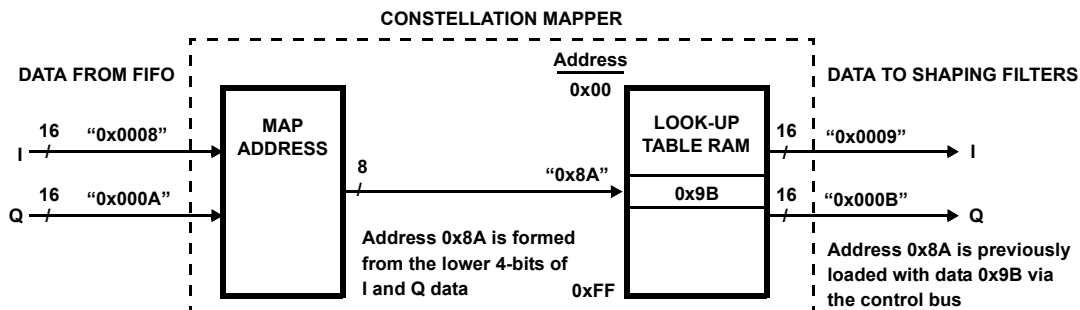 CONSTELLATION MAPPER
DATA FROM FIFO
Address
0x00
DATA TO SHAPING FILTERS
I
16
“0x0008”
Q
16
“0x000A”
MAP
ADDRESS
8
“0x8A”
Address 0x8A is formed
from the lower 4-bits of
I and Q data
LOOK-UP
TABLE RAM
0x9B
0xFF
16
“0x0009”
I
16
“0x000B”
Q
Address 0x8A is previously
loaded with data 0x9B via
the control bus